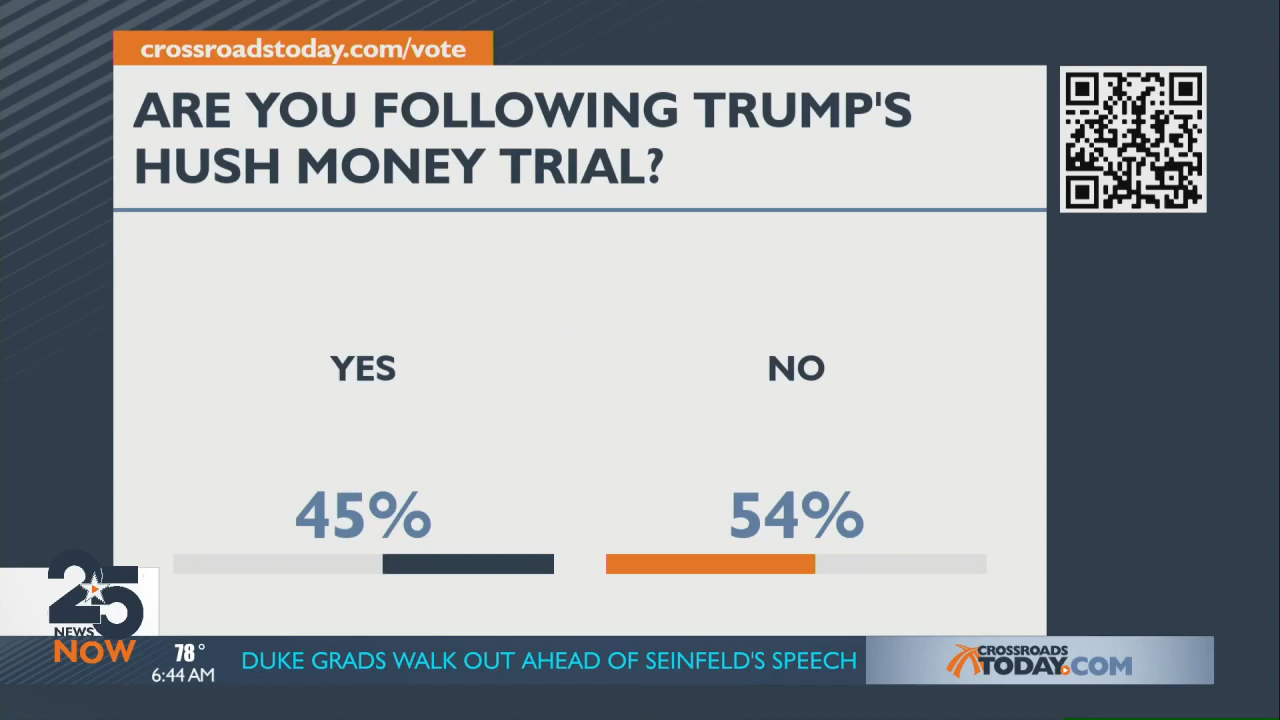 crossroadstoday.com/vote
ARE YOU FOLLOWING TRUMP'S
HUSH MONEY TRIAL?
YES
NO
45%
54%
25
NEWS
NOW
78°
6:44 AM
DUKE GRADS WALK OUT AHEAD OF SEINFELD'S SPEECH
CROSSROADS
TODAY.COM